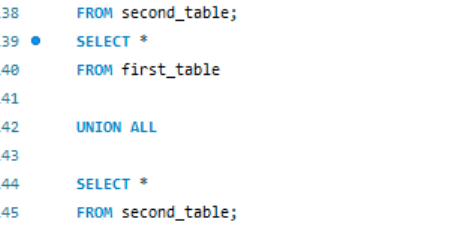 38 FROM second_table;
39 SELECT *
40 FROM first_table
41
42 UNION ALL
43
44 SELECT *
45 FROM second_table;